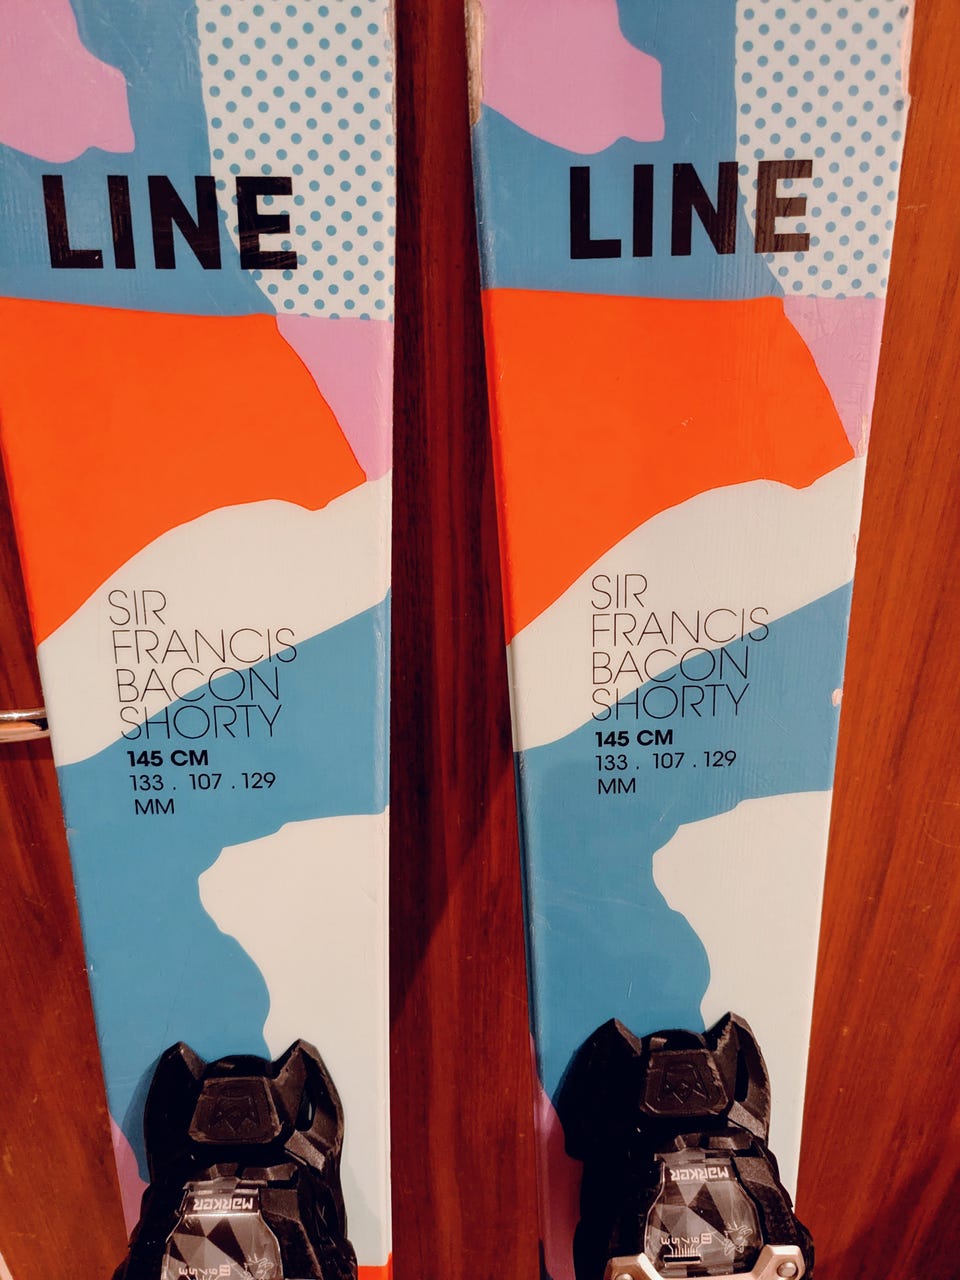 LINE
SIR
FRANCIS
BACON
SHORTY
145 CM
133 . 107 . 129
MM
MARKER
LINE
SIR
FRANCIS
BACON
SHORTY
145 CM
133 . 107 . 129
MM
MARKER